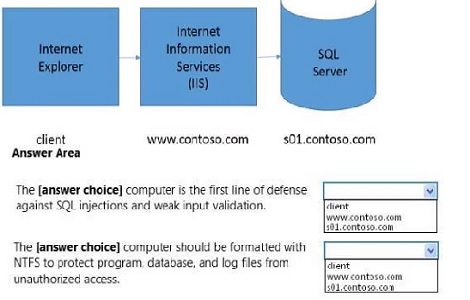 Internet
Explorer
Internet
Information
Services
(IIS)
SQL
Server
client
www.contoso.com
s01.contoso.com
Answer Area
The [answer choice] computer is the first line of defense
against SQL injections and weak input validation.
client
www.contoso.com
s01.contoso.com
The [answer choice] computer should be formatted with
NTFS to protect program, database, and log files from
unauthorized access.
client
www.contoso.com
s01.contoso.com